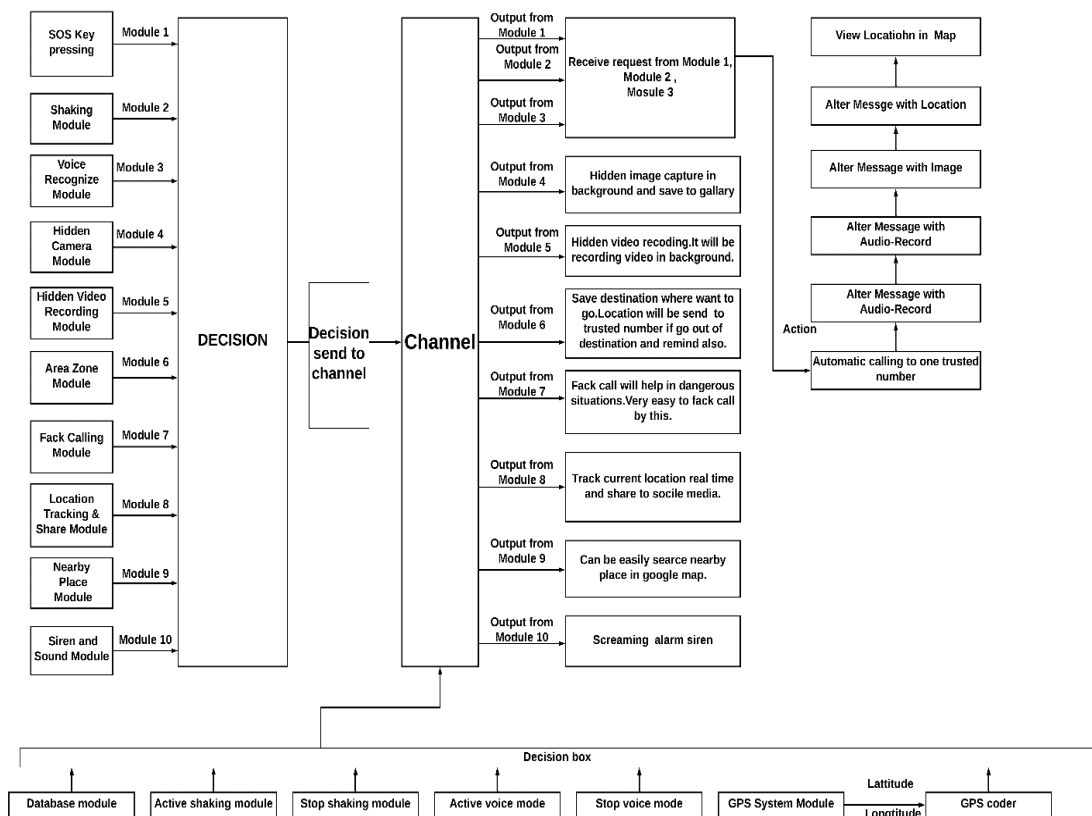 SOS Key
pressing
Module 1
Shaking
Module
Module 2
Voice
Recognize
Module
Module 3
Hidden
Camera
Module
Module 4
Hidden Video
Recording
Module
Module 5
Area Zone
Module
Module 6
Fack Calling
Module
Module 7
Location
Tracking &
Share Module
Module 8
Nearby
Place
Module
Module 9
Siren and
Sound Module
Module 10
DECISION
Decision
send to
channel
Channel
Output from
Module 1
Output from
Module 2
Output from
Module 3
Receive request from Module 1,
Module 2 ,
Mosule 3
Output from
Module 4
Hidden image capture in
background and save to gallary
Output from
Module 5
Hidden video recoding.It will be
recording video in background.
Output from
Module 6
Save destination where want to
go.Location will be send to
trusted number if go out of
destination and remind also.
Output from
Module 7
Fack call will help in dangerous
situations.Very easy to fack call
by this.
Output from
Module 8
Track current location real time
and share to socile media.
Output from
Module 9
Can be easily searce nearby
place in google map.
Output from
Module 10
Screaming alarm siren
View Locatiohn in Map
Alter Messge with Location
Alter Message with Image
Alter Message with
Audio-Record
Alter Message with
Audio-Record
Action
Automatic calling to one trusted
number
Decision box
Database module
Active shaking module
Stop shaking module
Active voice mode
Stop voice mode
GPS System Module
Lattitude
Longtitude
GPS coder